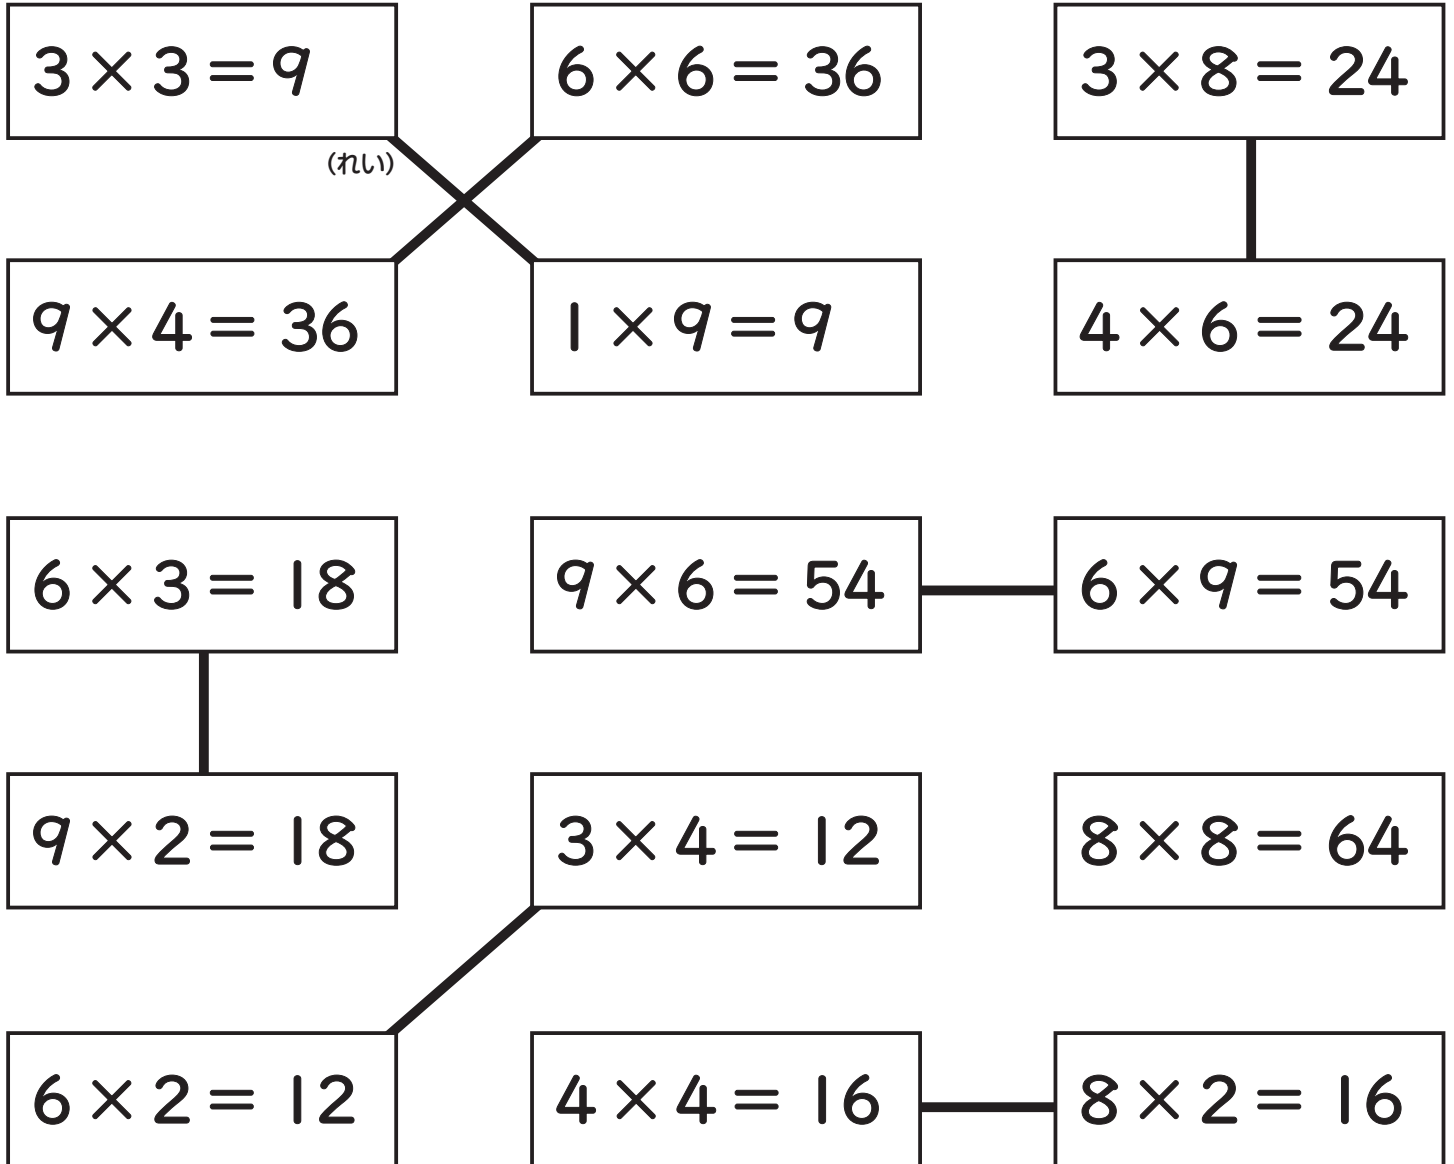 3 × 3 = 9
6 × 6 = 36
3 × 8 = 24
(れい)
9 × 4 = 36
1 × 9 = 9
4 × 6 = 24
6 × 3 = 18
9 × 6 = 54
6 × 9 = 54
9 × 2 = 18
3 × 4 = 12
8 × 8 = 64
6 × 2 = 12
4 × 4 = 16
8 × 2 = 16